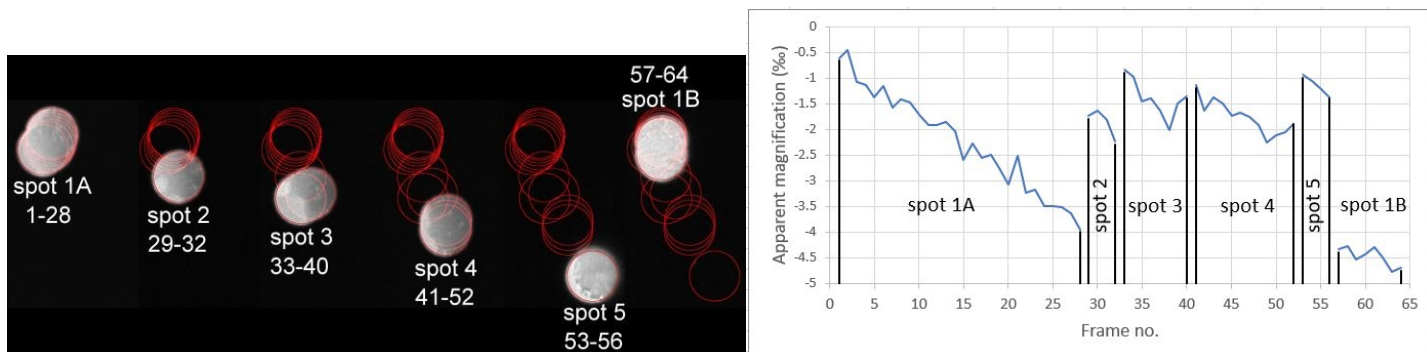 57-64
spot 1B
spot 1A
1-28
spot 2
29-32
spot 3
33-40
spot 4
41-52
spot 5
53-56
Apparent magnification (‰)
0
-0.5
-1
-1.5
-2
-2.5
-3
-3.5
-4
-4.5
-5
spot 1A
spot 2
spot 3
spot 4
spot 5
spot 1B
0 5 10 15 20 25 30 35 40 45 50 55 60 65
Frame no.